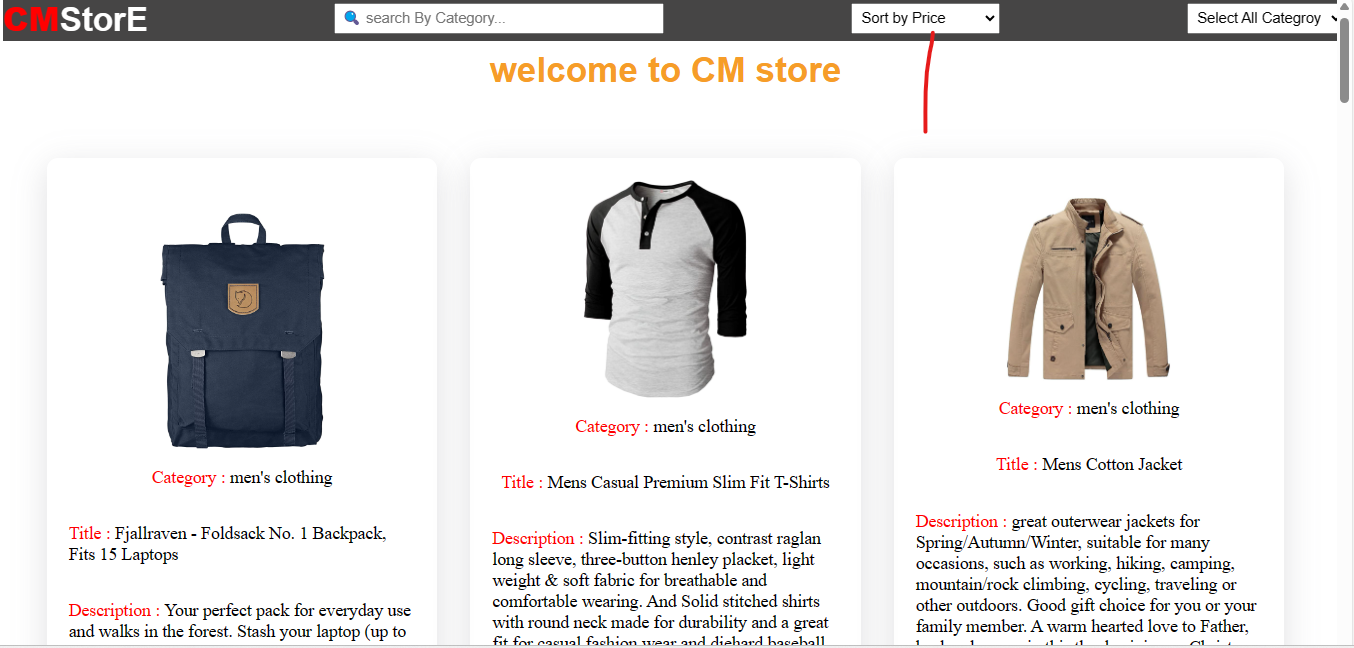 CMStorE
search By Category...
Sort by Price
Select All Categroy
welcome to CM store
Category : men's clothing
Title : Fjallraven - Foldsack No. 1 Backpack,
Fits 15 Laptops
Description : Your perfect pack for everyday use
and walks in the forest. Stash your laptop (up to
Category : men's clothing
Title : Mens Casual Premium Slim Fit T-Shirts
Description : Slim-fitting style, contrast raglan
long sleeve, three-button henley placket, light
weight & soft fabric for breathable and
comfortable wearing. And Solid stitched shirts
with round neck made for durability and a great
fit for casual fashion wear and diehard baseball
Category : men's clothing
Title : Mens Cotton Jacket
Description : great outerwear jackets for
Spring/Autumn/Winter, suitable for many
occasions, such as working, hiking, camping,
mountain/rock climbing, cycling, traveling or
other outdoors. Good gift choice for you or your
family member. A warm hearted love to Father,